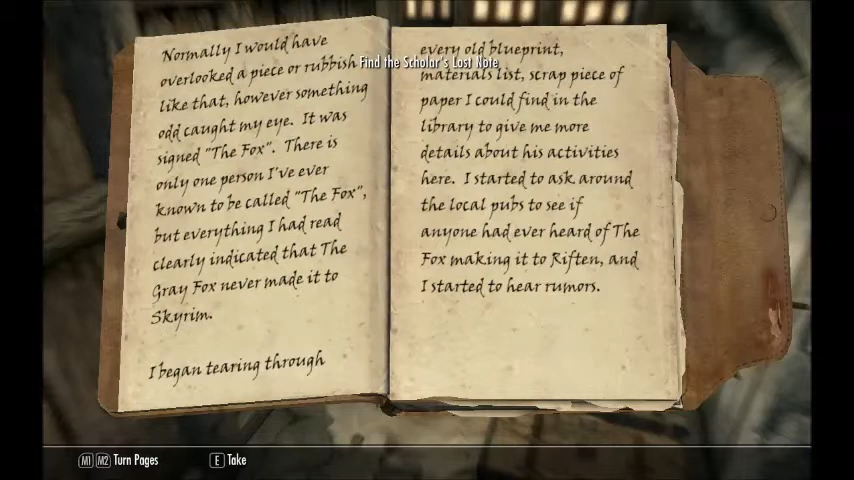 Normally I would have
overlooked a piece or rubbish
like that, however something
odd caught my eye. It was
signed "The Fox". There is
only one person I've ever
known to be called "The Fox",
but everything I had read
clearly indicated that The
Gray Fox never made it to
Skyrim.
I began tearing through
Find the Scholar's Lost Note
every old blueprint,
materials list, scrap piece of
paper I could find in the
library to give me more
details about his activities
here. I started to ask around
the local pubs to see if
anyone had ever heard of The
Fox making it to Riften, and
I started to hear rumors.
M1 M2 Turn Pages
E Take